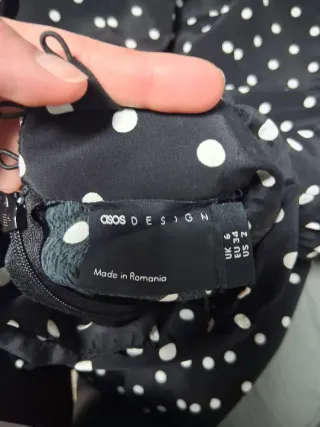 asos DESIGN
Made in Romania
UK 6
EU 34
US 2